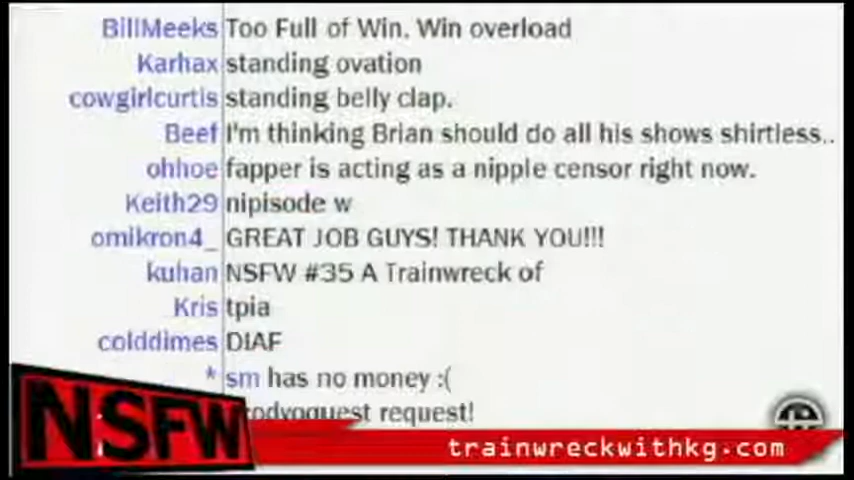 BillMeeks Too Full of Win. Win overload
Karhax standing ovation
cowgirlcurtis standing belly clap.
Beef I'm thinking Brian should do all his shows shirtless..
ohhoe fapper is acting as a nipple censor right now.
Keith29 nipisode w
omikron4_ GREAT JOB GUYS! THANK YOU!!!
kuhan NSFW #35 A Trainwreck of
Kris tpia
colddimes DIAF
* sm has no money :(
request!
NSFW
trainwreckwithkg.com